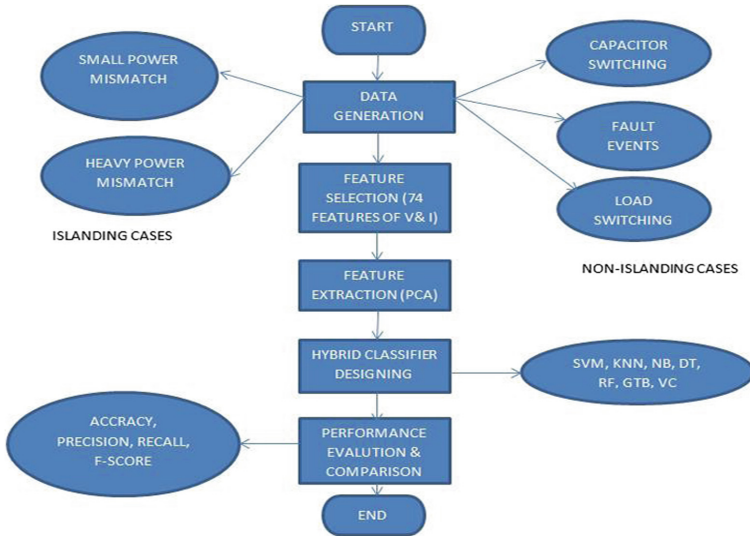 START
SMALL POWER
MISMATCH
DATA
GENERATION
CAPACITOR
SWITCHING
FAULT
EVENTS
HEAVY POWER
MISMATCH
FEATURE
SELECTION (74
FEATURES OF V& I)
LOAD
SWITCHING
ISLANDING CASES
NON-ISLANDING CASES
FEATURE
EXTRACTION (PCA)
HYBRID CLASSIFIER
DESIGNING
SVM, KNN, NB, DT,
RF, GTB, VC
ACCRACY,
PRECISION, RECALL,
F-SCORE
PERFORMANCE
EVALUTION &
COMPARISON
END